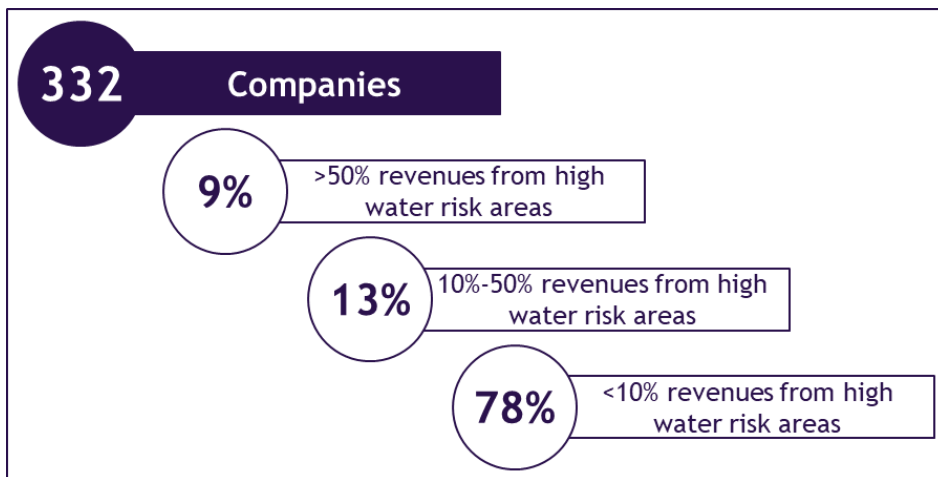 332
Companies
9%
>50% revenues from high
water risk areas
13%
10%-50% revenues from high
water risk areas
78%
<10% revenues from high
water risk areas